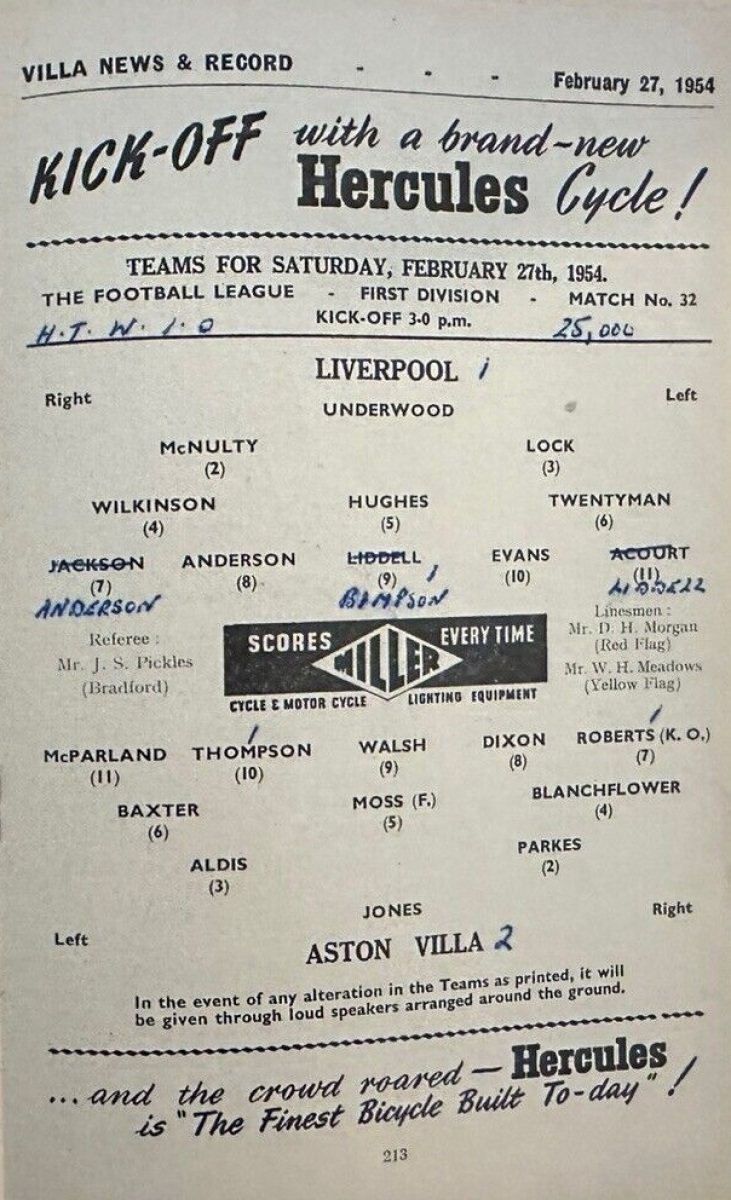 VILLA NEWS & RECORD - - - February 27, 1954
KICK-OFF with a brand-new
Hercules Cycle!
TEAMS FOR SATURDAY, FEBRUARY 27th, 1954.
THE FOOTBALL LEAGUE - FIRST DIVISION - MATCH No. 32
H.T. W. 1.0 KICK-OFF 3-0 p.m. 25,000
LIVERPOOL 1
Right Left
UNDERWOOD
McNULTY LOCK
(2) (3)
WILKINSON HUGHES TWENTYMAN
(4) (5) (6)
JACKSON ANDERSON LIDDELL EVANS ACOURT
(7) (8) (9) 1 (10) (11)
ANDERSON BIMPSON LIDDELL
Referee :
Mr. J. S. Pickles
(Bradford)
SCORES MILLER EVERY TIME
CYCLE & MOTOR CYCLE LIGHTING EQUIPMENT
Linesmen :
Mr. D. H. Morgan
(Red Flag)
Mr. W. H. Meadows
(Yellow Flag)
1 1
McPARLAND THOMPSON WALSH DIXON ROBERTS (K. O.)
(11) (10) (9) (8) (7)
BAXTER MOSS (F.) BLANCHFLOWER
(6) (5) (4)
ALDIS PARKES
(3) (2)
JONES
Left Right
ASTON VILLA 2
In the event of any alteration in the Teams as printed, it will
be given through loud speakers arranged around the ground.
...and the crowd roared — Hercules
is "The Finest Bicycle Built To-day"!
213